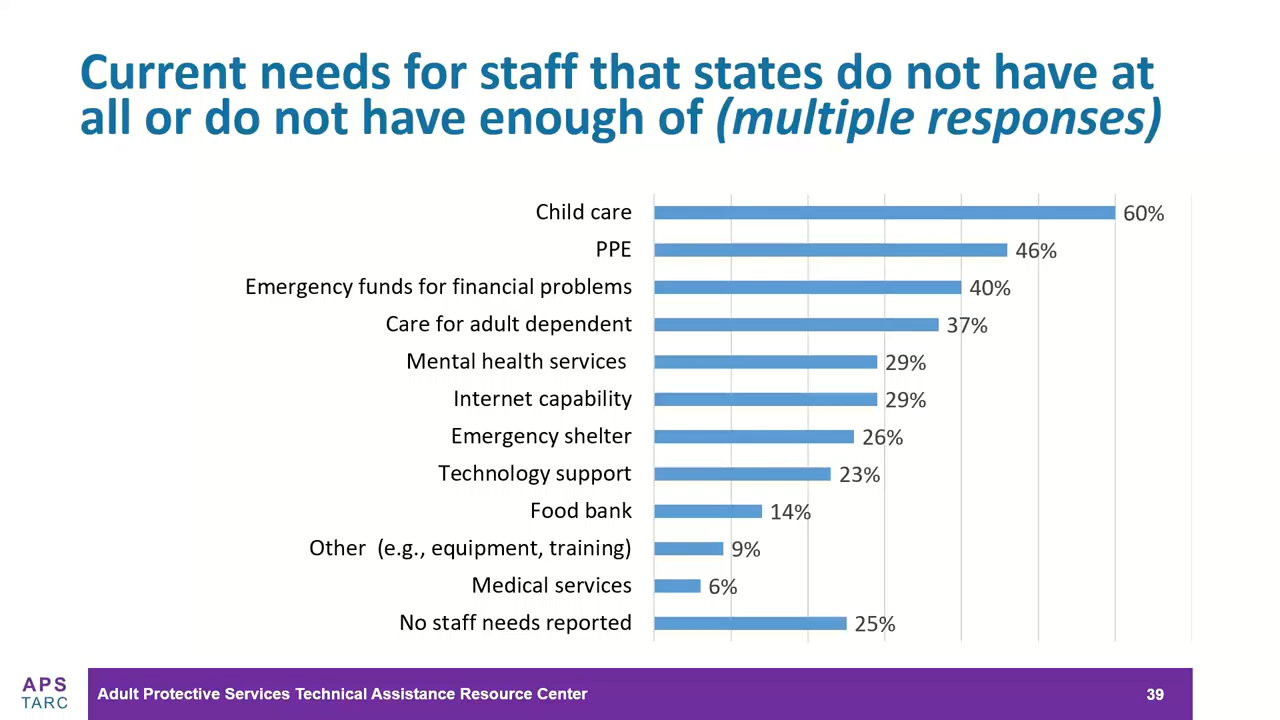 Current needs for staff that states do not have at
all or do not have enough of (multiple responses)
Child care 60%
PPE 46%
Emergency funds for financial problems 40%
Care for adult dependent 37%
Mental health services 29%
Internet capability 29%
Emergency shelter 26%
Technology support 23%
Food bank 14%
Other (e.g., equipment, training) 9%
Medical services 6%
No staff needs reported 25%
APS
TARC
Adult Protective Services Technical Assistance Resource Center 39